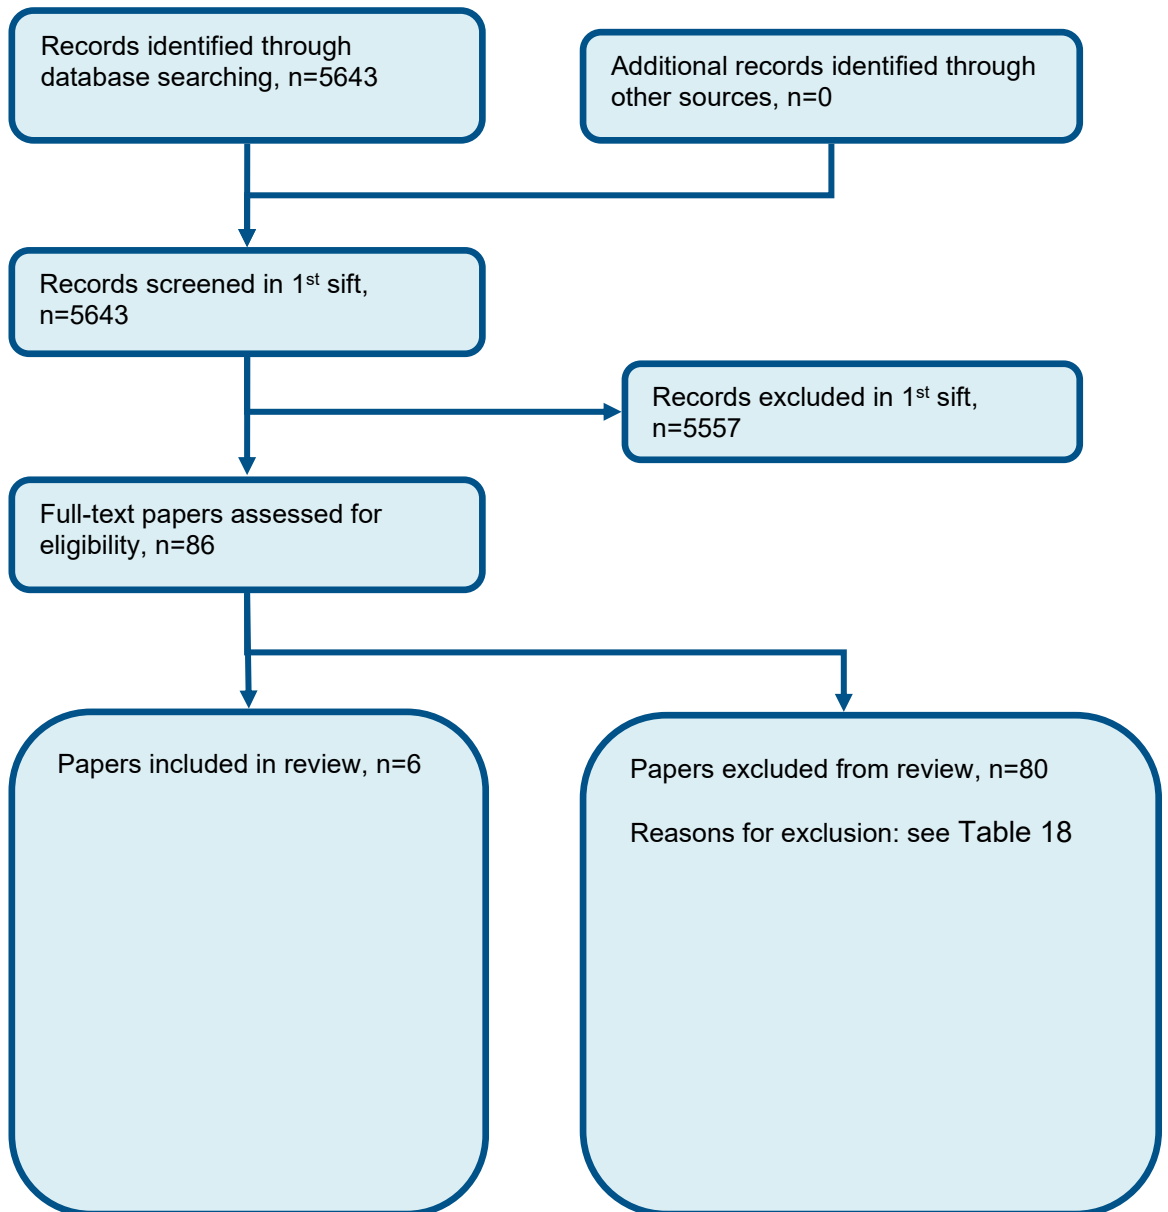 Records identified through
database searching, n=5643
Additional records identified through
other sources, n=0
Records screened in 1st sift,
n=5643
Records excluded in 1st sift,
n=5557
Full-text papers assessed for
eligibility, n=86
Papers included in review, n=6
Papers excluded from review, n=80
Reasons for exclusion: see Table 18